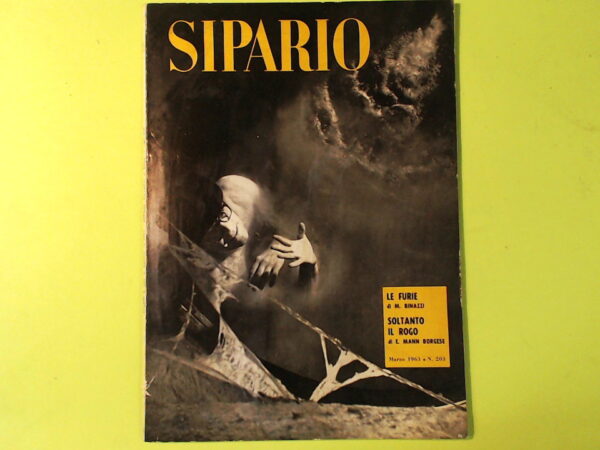 SIPARIO
LE FURIE
di M. BINAZZI
SOLTANTO
IL ROGO
di E. MANN BORGESE
Marzo 1963 • N. 203